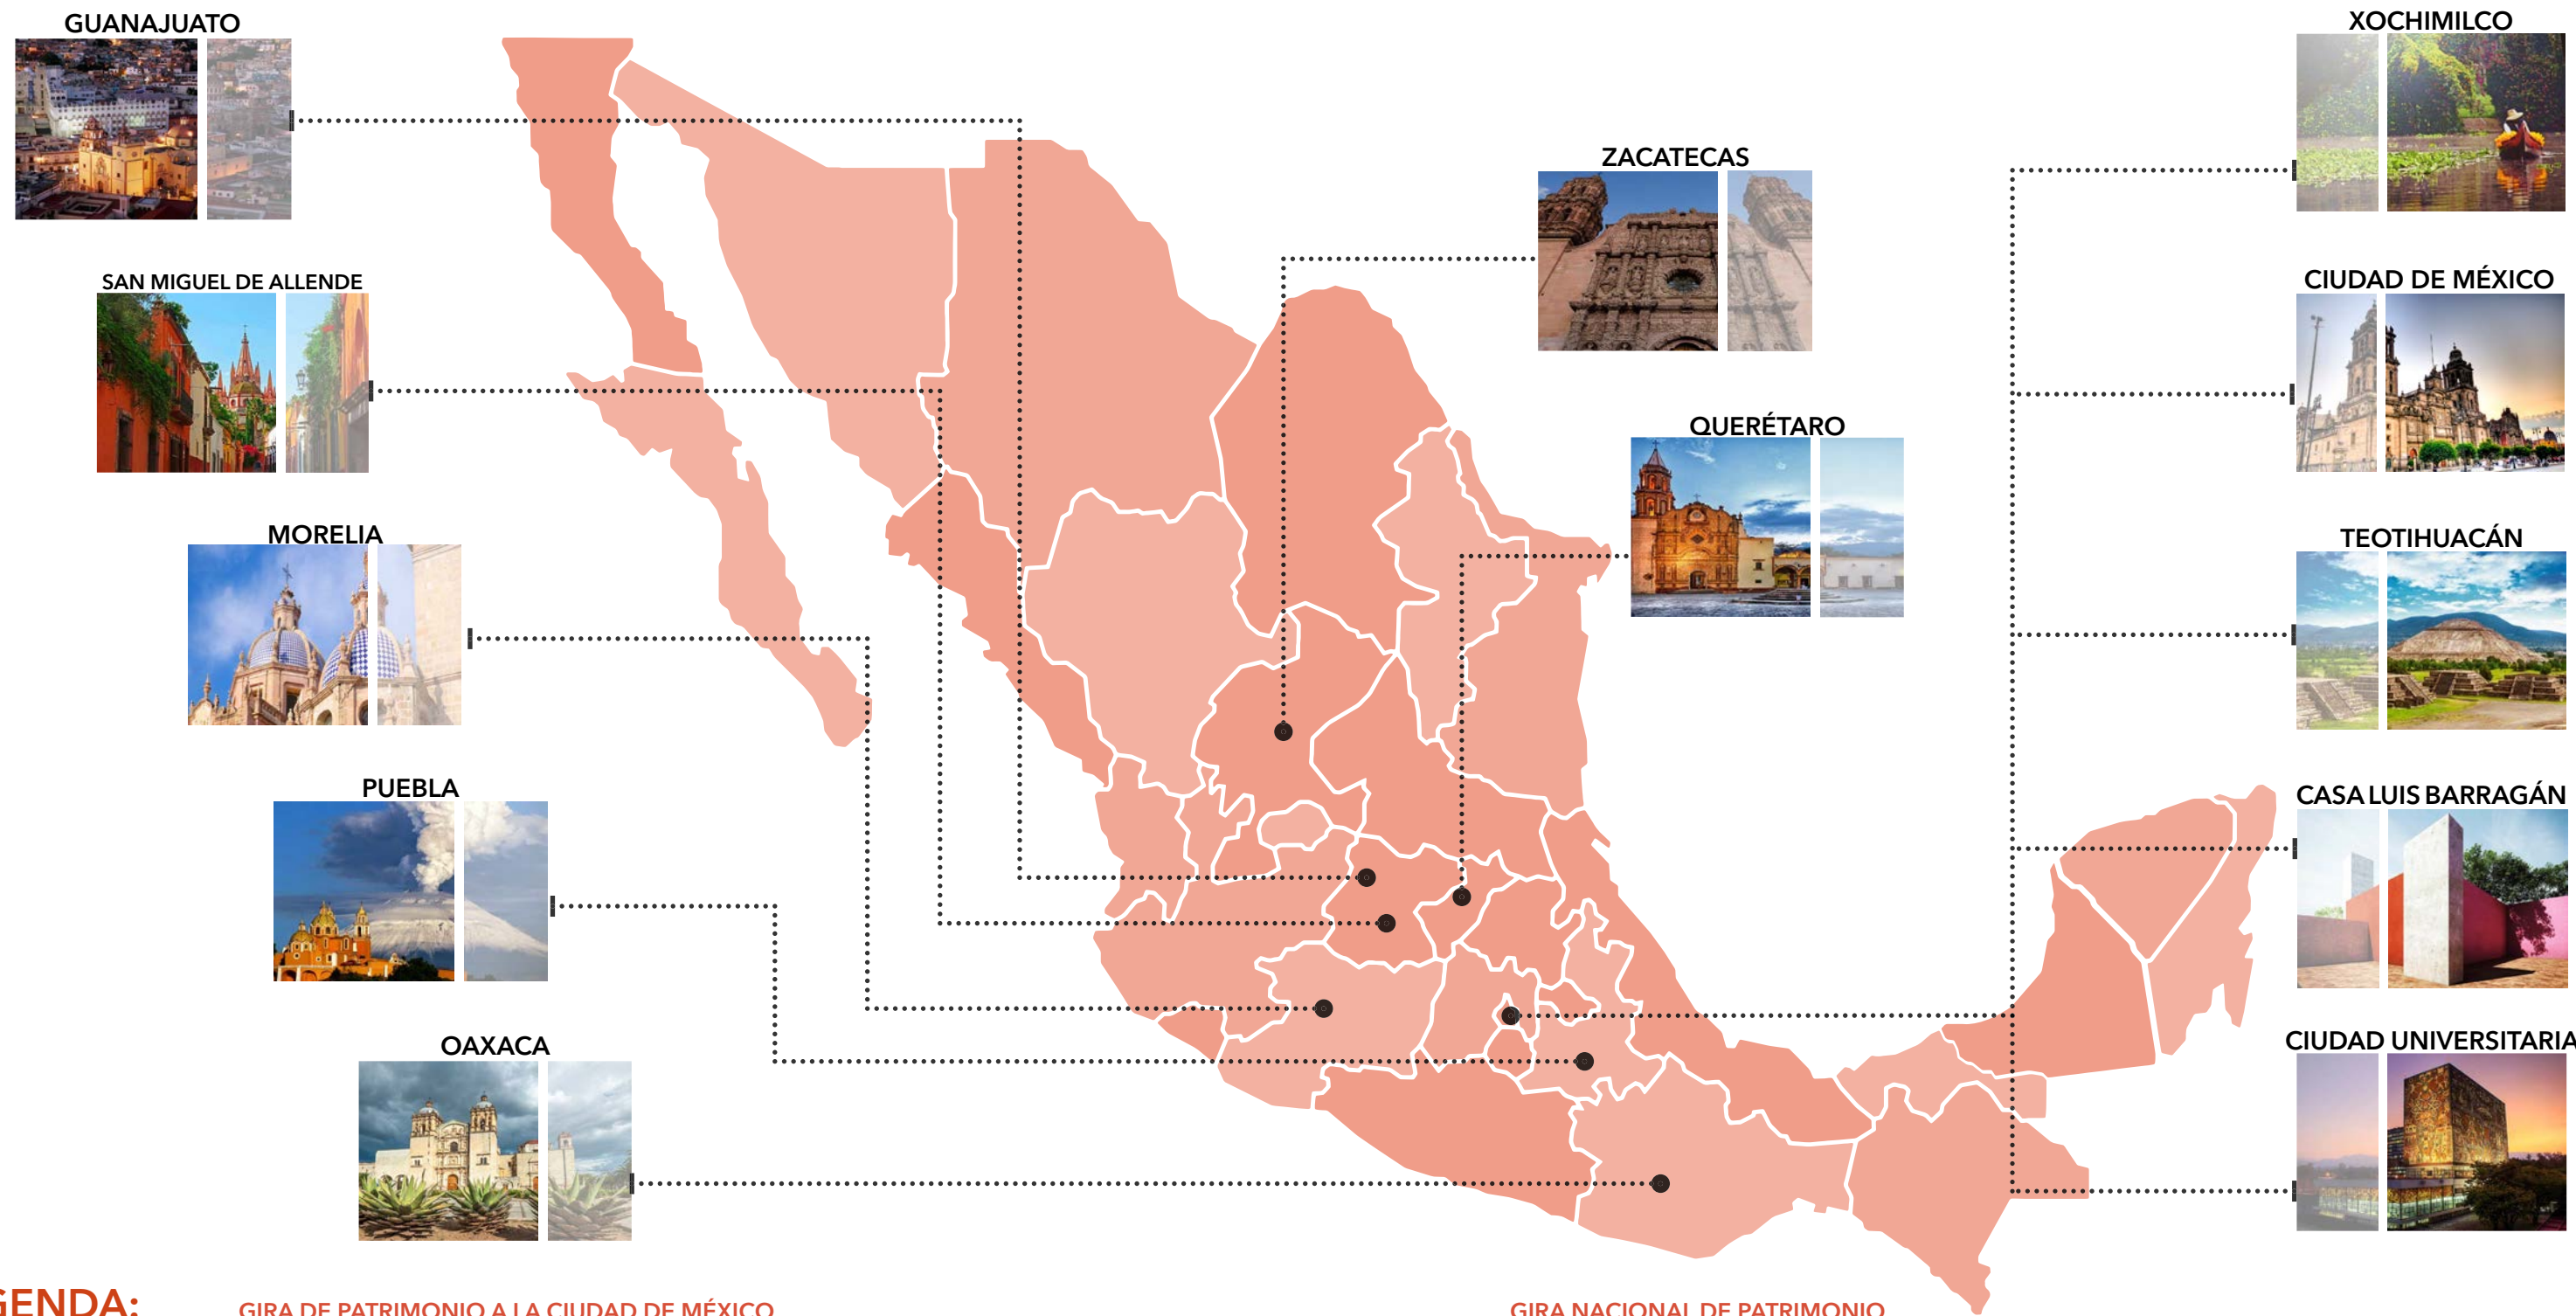 GUANAJUATO
SAN MIGUEL DE ALLENDE
MORELIA
PUEBLA
OAXACA
ZACATECAS
QUERÉTARO
XOCHIMILCO
CIUDAD DE MÉXICO
TEOTIHUACÁN
CASA LUIS BARRAGÁN
CIUDAD UNIVERSITARIA
GENDA:
GIRA DE PATRIMONIO A LA CIUDAD DE MÉXICO
GIRA NACIONAL DE PATRIMONIO